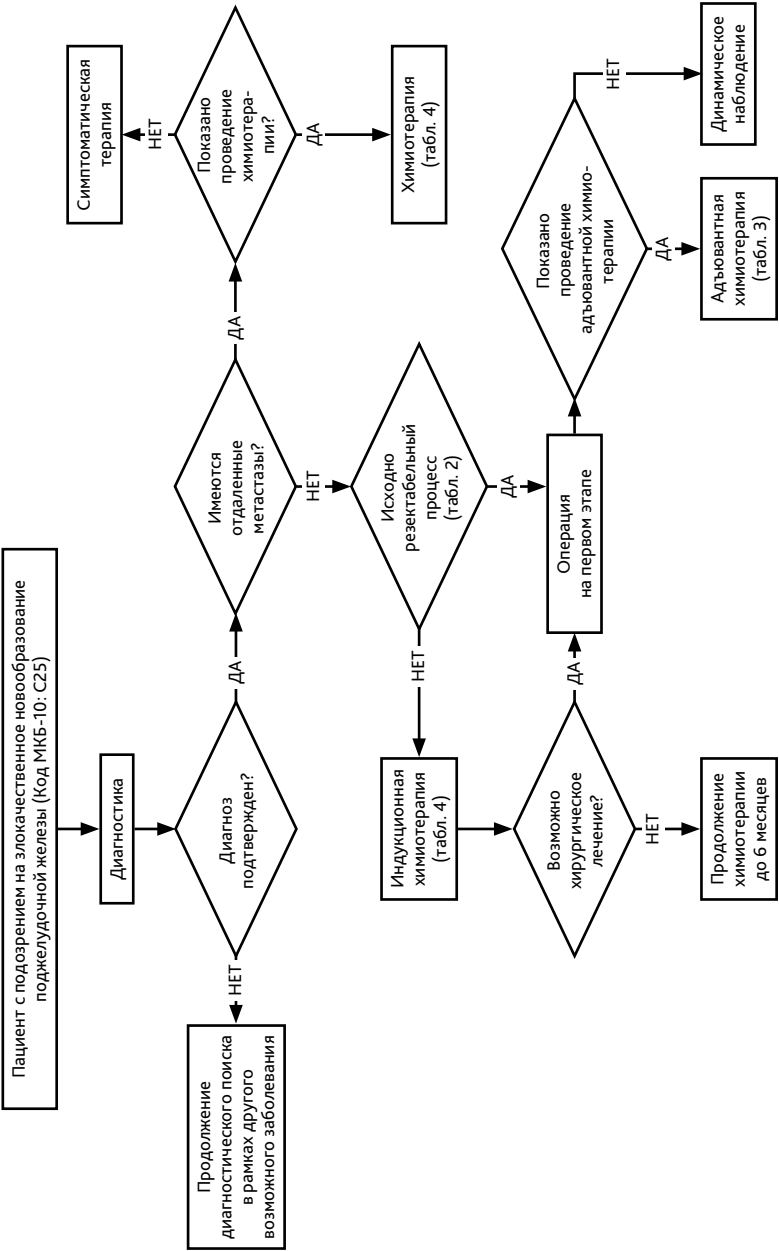 Пациент с подозрением на злокачественное новообразование
поджелудочной железы (Код МКБ-10: C25)
Диагностика
Диагноз
подтвержден?
НЕТ
Продолжение
диагностического поиска
в рамках другого
возможного заболевания
ДА
Имеются
отдаленные
метастазы?
ДА
Показано
проведение
химиотера-
пии?
НЕТ
Симптоматическая
терапия
ДА
Химиотерапия
(табл. 4)
НЕТ
Исходно
резектабельный
процесс
(табл. 2)
НЕТ
Индукционная
химиотерапия
(табл. 4)
ДА
Операция
на первом этапе
Возможно
хирургическое
лечение?
ДА
НЕТ
Продолжение
химиотерапии
до 6 месяцев
Показано
проведение
адъювантной химио-
терапии
ДА
Адъювантная
химиотерапия
(табл. 3)
НЕТ
Динамическое
наблюдение